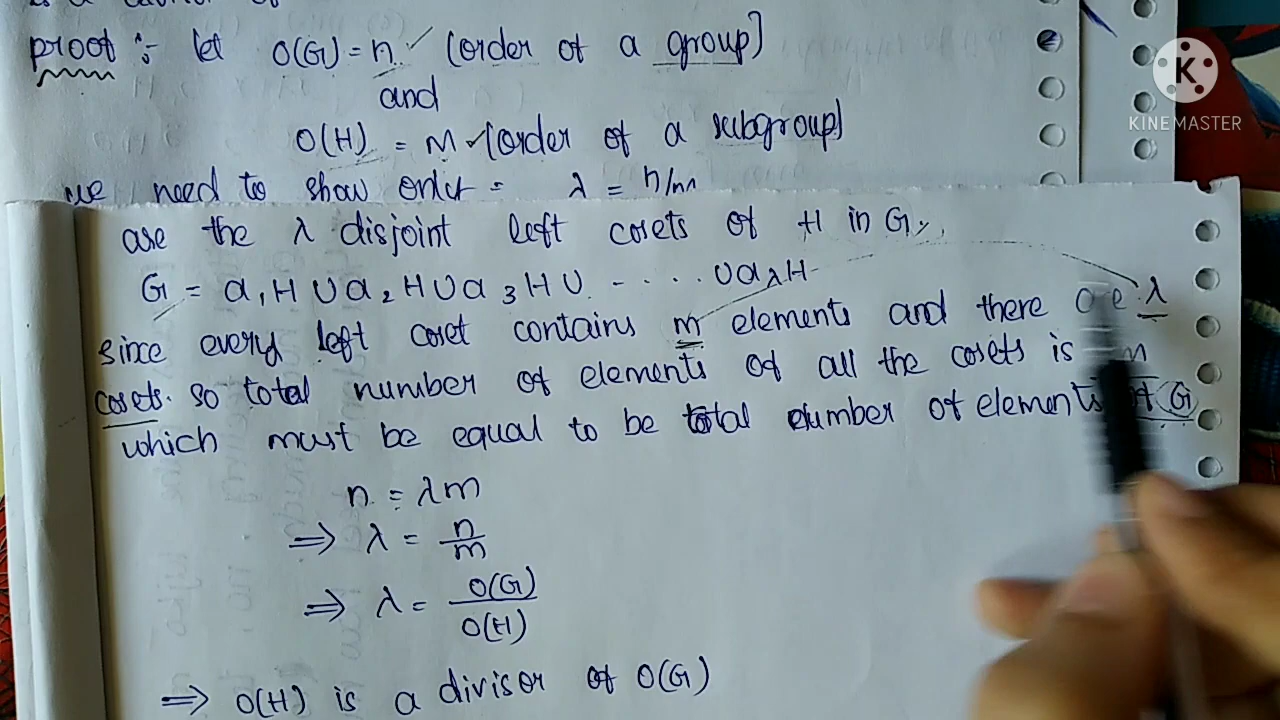 proof :- let O(G) = n ✓ (order of a group)
and
O(H) = m ✓ (order of a subgroup)
we need to show λ = n/m
are the λ disjoint left cosets of H in G
G = a₁H ∪ a₂H ∪ a₃H ∪ - .... ∪ aλH
since every left coset contains m elements and there λ
cosets. so total number of elements of all the cosets is m
which must be equal to be total number of elements of G
n = λm
⇒ λ = n/m
⇒ λ = O(G)/O(H)
⇒ O(H) is a divisor of O(G)
K
KINEMASTER